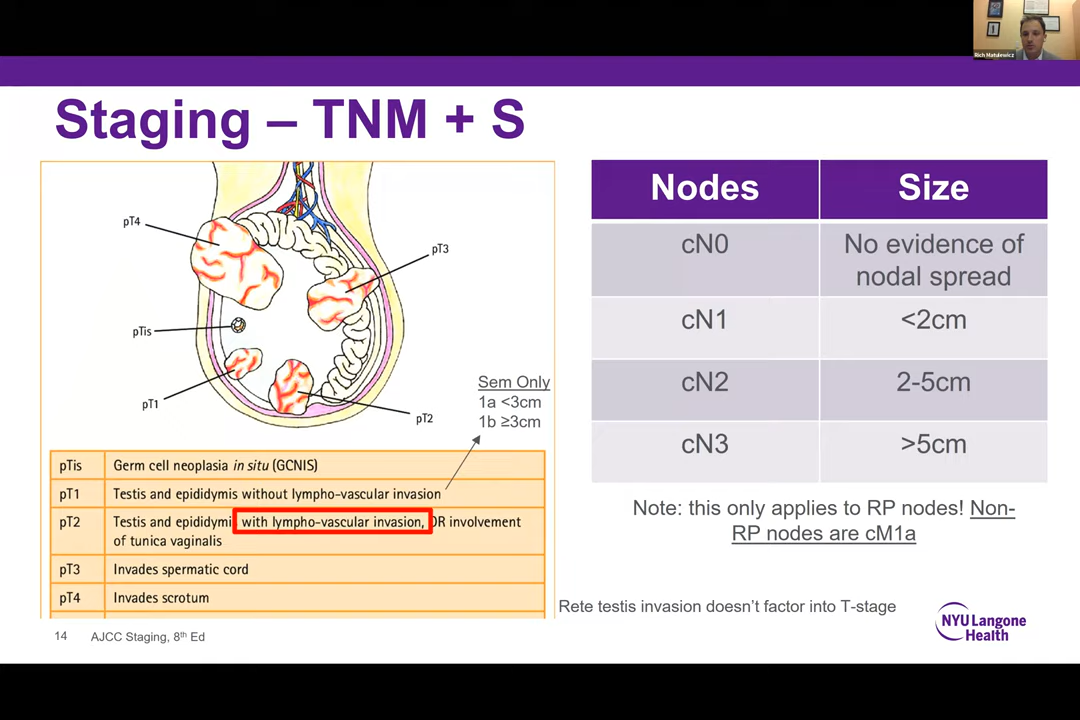 Rich Matulewicz
Staging – TNM + S
pT4
pT3
pTis
pT1
pT2
Sem Only
1a <3cm
1b ≥3cm
pTis Germ cell neoplasia in situ (GCNIS)
pT1 Testis and epididymis without lympho-vascular invasion
pT2 Testis and epididymi with lympho-vascular invasion, OR involvement
of tunica vaginalis
pT3 Invades spermatic cord
pT4 Invades scrotum
Nodes Size
cN0 No evidence of
nodal spread
cN1 <2cm
cN2 2-5cm
cN3 >5cm
Note: this only applies to RP nodes! Non-
RP nodes are cM1a
Rete testis invasion doesn’t factor into T-stage
14 AJCC Staging, 8th Ed
NYU Langone
Health